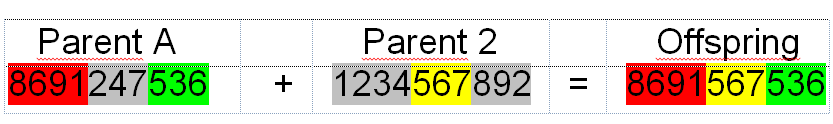 Parent A Parent 2 Offspring
8691247536 + 1234567892 = 8691567536